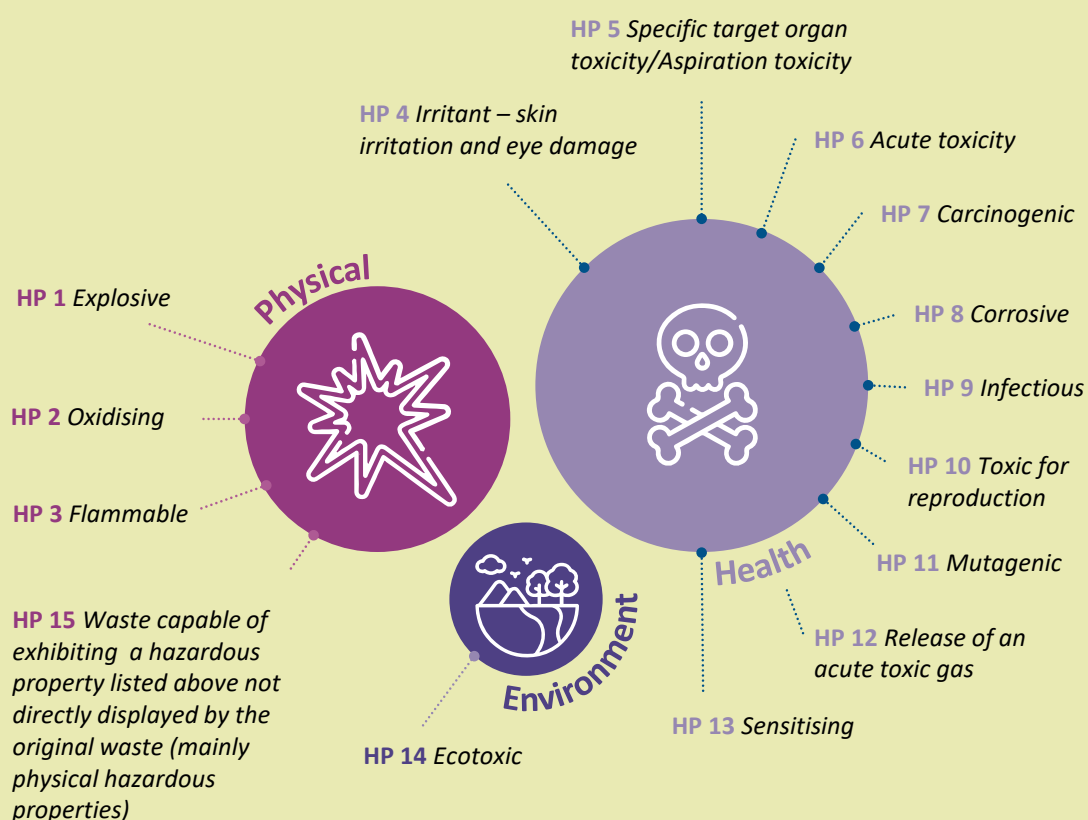 HP 5 Specific target organ
toxicity/Aspiration toxicity
HP 4 Irritant – skin
irritation and eye damage
HP 6 Acute toxicity
HP 7 Carcinogenic
Physical
HP 1 Explosive
HP 8 Corrosive
HP 9 Infectious
HP 2 Oxidising
HP 10 Toxic for
reproduction
HP 3 Flammable
Health
HP 11 Mutagenic
HP 15 Waste capable of
exhibiting a hazardous
property listed above not
directly displayed by the
original waste (mainly
physical hazardous
properties)
Environment
HP 12 Release of an
acute toxic gas
HP 13 Sensitising
HP 14 Ecotoxic